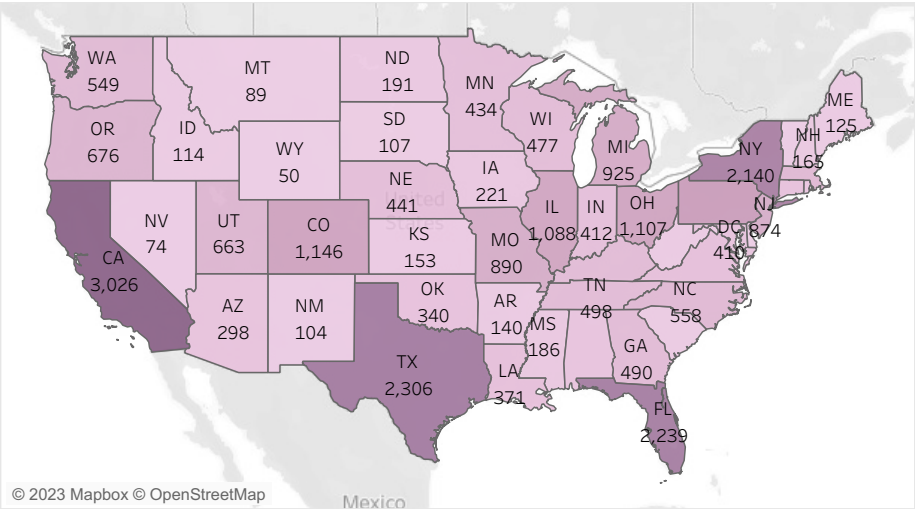 WA
549
MT
89
ND
191
MN
434
ME
125
OR
676
ID
114
SD
107
WI
477
NH
165
WY
50
MI
925
NY
2,140
IA
221
NE
441
United
States
NV
74
UT
663
CO
1,146
IL
1,088
IN
412
OH
1,107
NJ
874
KS
153
MO
890
DC
410
CA
3,026
AZ
298
NM
104
OK
340
AR
140
TN
498
NC
558
MS
186
GA
490
TX
2,306
LA
371
FL
2,239
© 2023 Mapbox © OpenStreetMap
Mexico